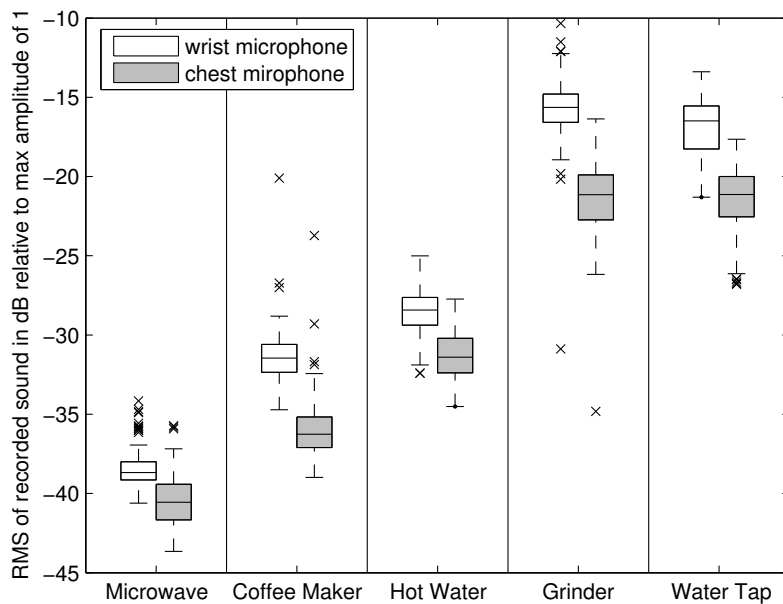 RMS of recorded sound in dB relative to max amplitude of 1
-10
-15
-20
-25
-30
-35
-40
-45
wrist microphone
chest mirophone
Microwave
Coffee Maker
Hot Water
Grinder
Water Tap